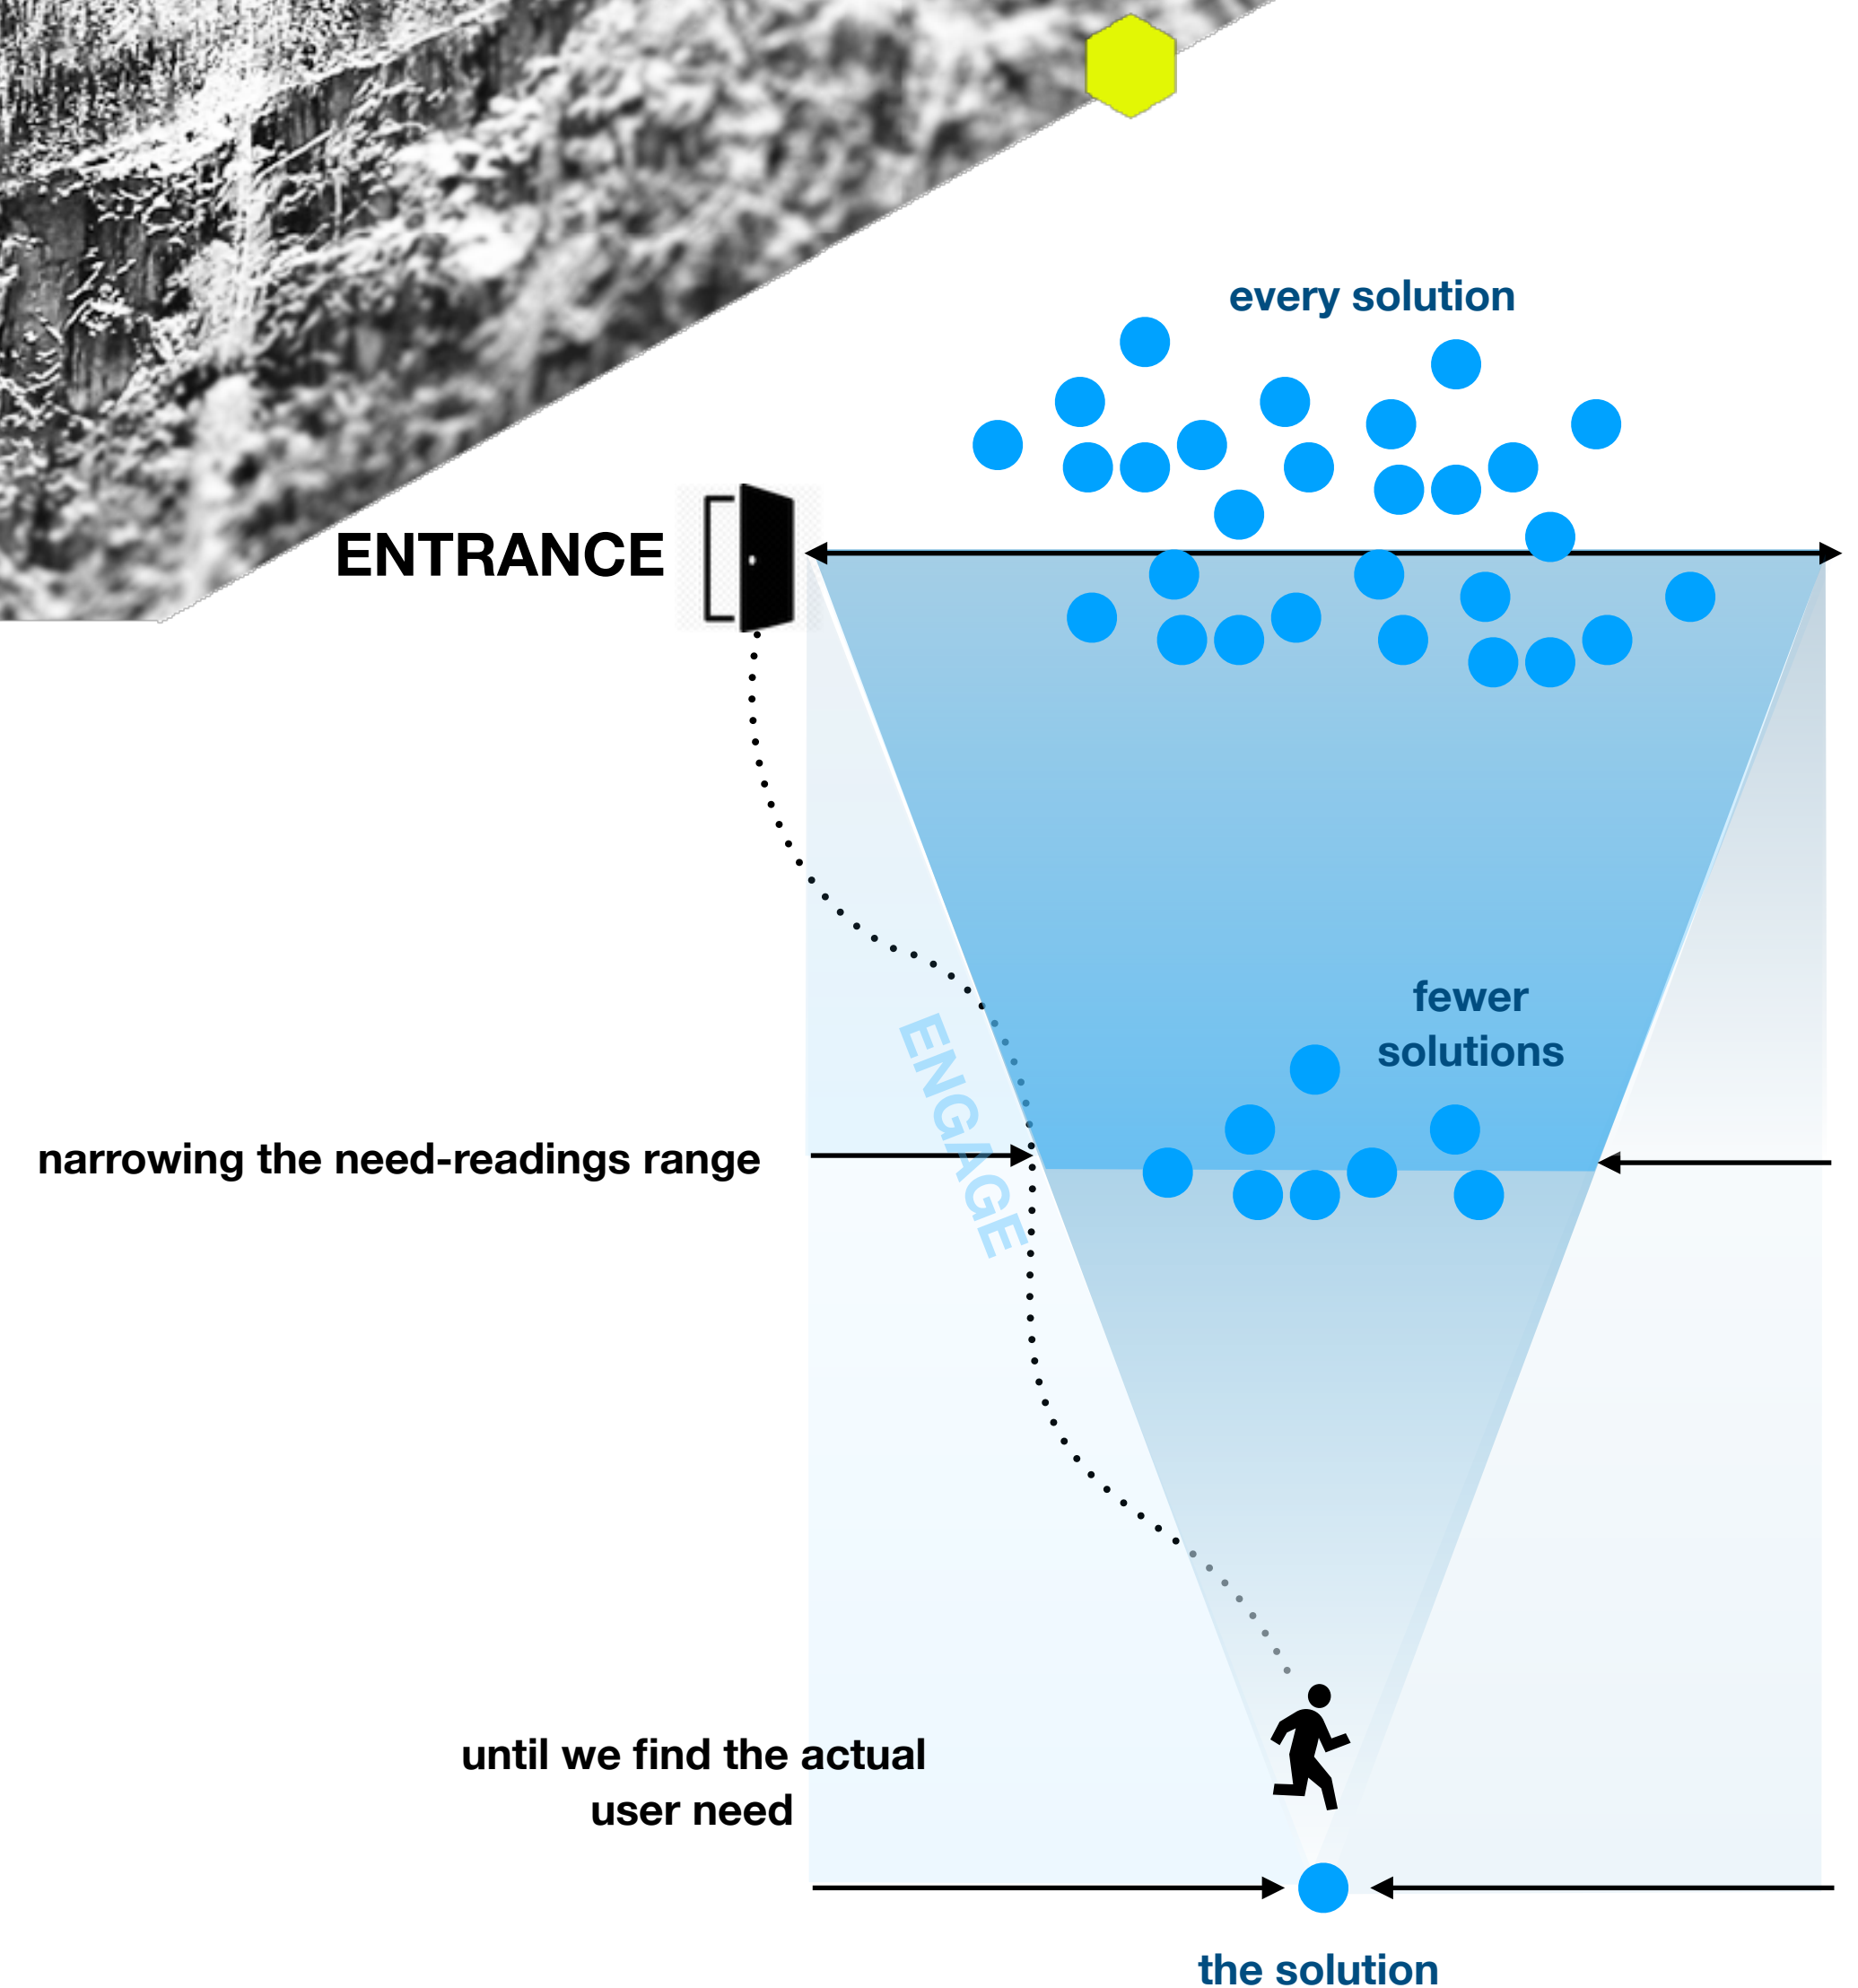 every solution
ENTRANCE
fewer
solutions
ENGAGE
narrowing the need-readings range
until we find the actual
user need
the solution